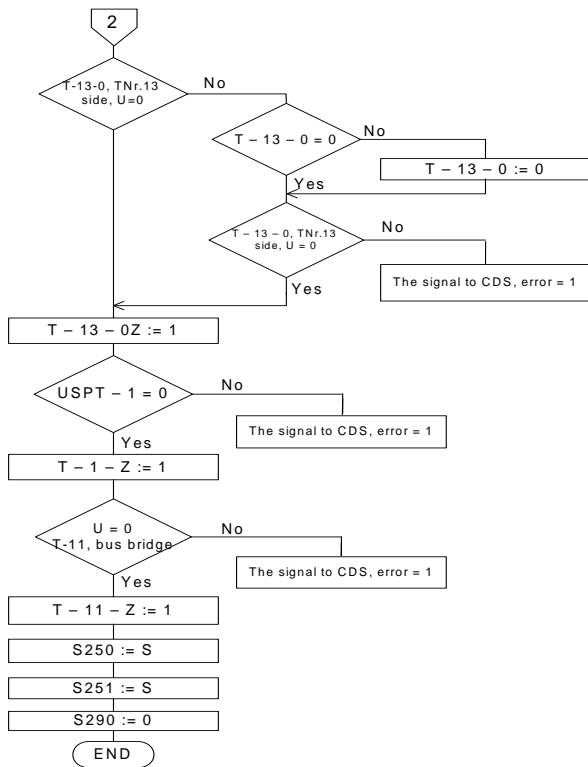 2
T-13-0, TNr.13
side, U=0
No
T – 13 – 0 = 0
No
T – 13 – 0 := 0
Yes
T – 13 – 0, TNr.13
side, U = 0
No
The signal to CDS, error = 1
Yes
T – 13 – 0Z := 1
USPT – 1 = 0
No
The signal to CDS, error = 1
Yes
T – 1 – Z := 1
U = 0
T-11, bus bridge
No
The signal to CDS, error = 1
Yes
T – 11 – Z := 1
S250 := S
S251 := S
S290 := 0
END